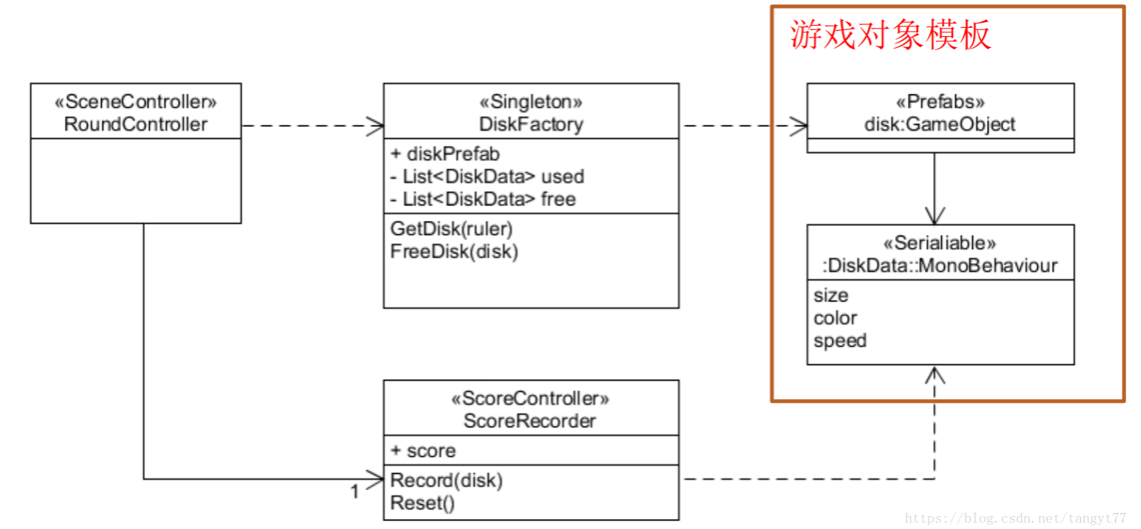 游戏对象模板
«SceneController»
RoundController
«Singleton»
DiskFactory
+ diskPrefab
- List<DiskData> used
- List<DiskData> free
GetDisk(ruler)
FreeDisk(disk)
«Prefabs»
disk:GameObject
«Serialiable»
:DiskData::MonoBehaviour
size
color
speed
«ScoreController»
ScoreRecorder
+ score
Record(disk)
Reset()
1
https://blog.csdn.net/tangyt77